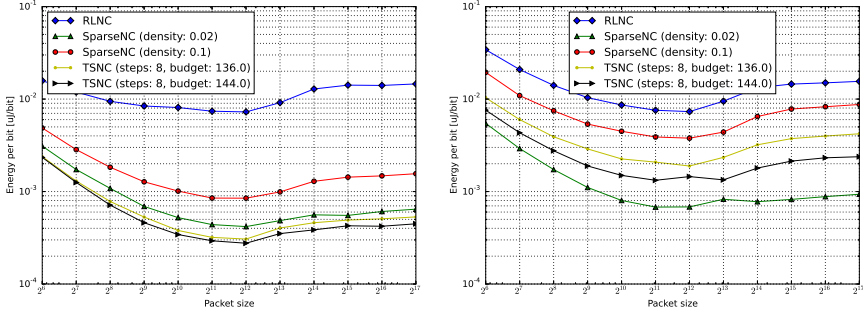 10^-1
10^-2
10^-3
10^-4
Energy per bit [uJ/bit]
RLNC
SparseNC (density: 0.02)
SparseNC (density: 0.1)
TSNC (steps: 8, budget: 136.0)
TSNC (steps: 8, budget: 144.0)
2^6 2^7 2^8 2^9 2^10 2^11 2^12 2^13 2^14 2^15 2^16 2^17
Packet size
10^-1
10^-2
10^-3
10^-4
Energy per bit [uJ/bit]
RLNC
SparseNC (density: 0.02)
SparseNC (density: 0.1)
TSNC (steps: 8, budget: 136.0)
TSNC (steps: 8, budget: 144.0)
2^6 2^7 2^8 2^9 2^10 2^11 2^12 2^13 2^14 2^15 2^16 2^17
Packet size